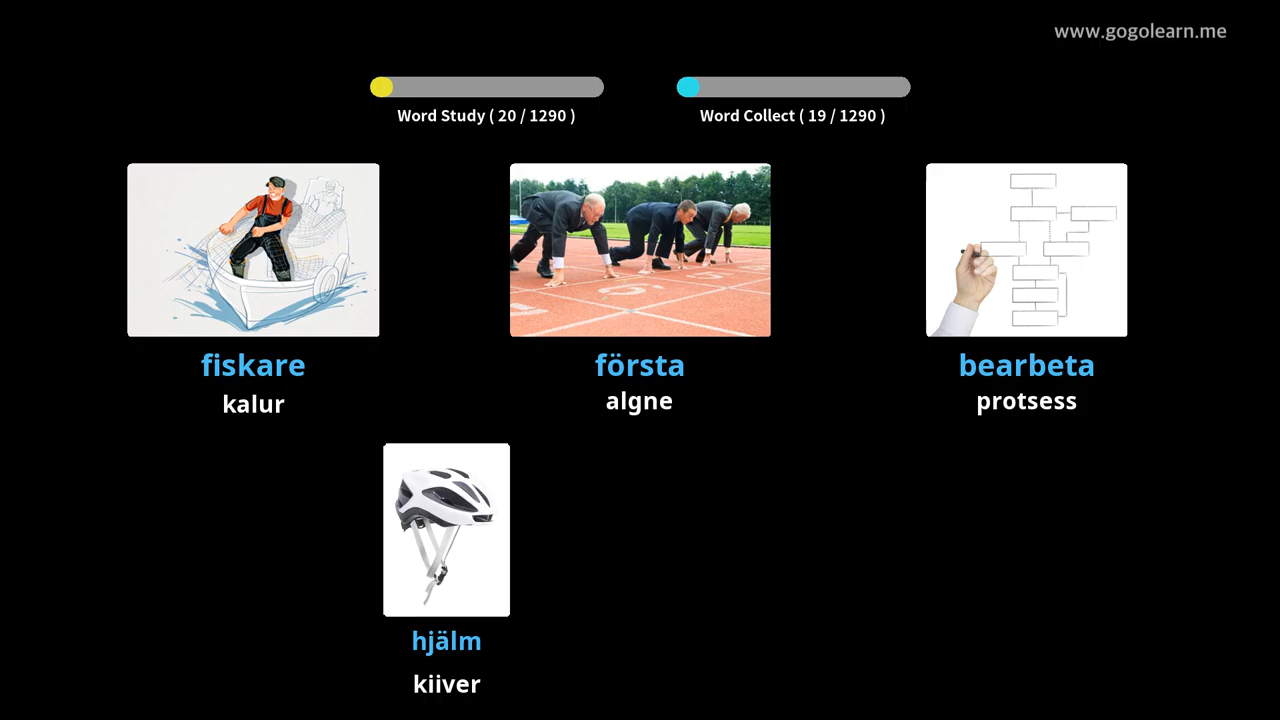 www.gogolearn.me
Word Study ( 20 / 1290 )
Word Collect ( 19 / 1290 )
fiskare
kalur
första
algne
bearbeta
protsess
hjälm
kiiver